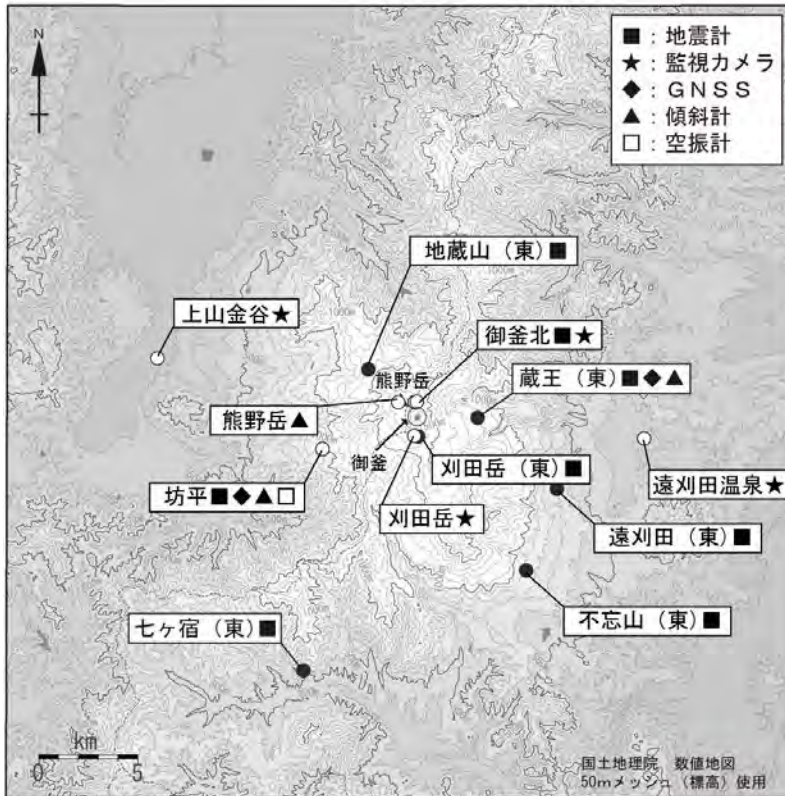 N
■：地震計
★：監視カメラ
◆：ＧＮＳＳ
▲：傾斜計
□：空振計
地蔵山（東）■
上山金谷★
御釜北■★
熊野岳
蔵王（東）■◆▲
熊野岳▲
御釜
刈田岳（東）■
坊平■◆▲□
遠刈田温泉★
刈田岳★
遠刈田（東）■
不忘山（東）■
七ヶ宿（東）■
km
0 5
国土地理院 数値地図
50mメッシュ（標高）使用
1000m